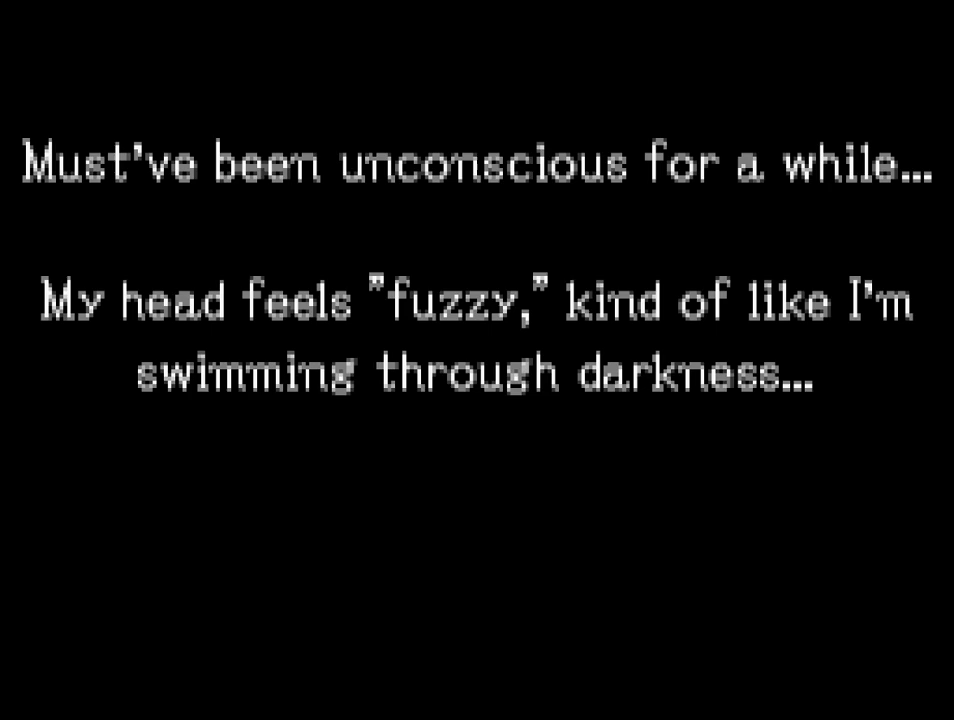 Must've been unconscious for a while...
My head feels "fuzzy," kind of like I'm
swimming through darkness...